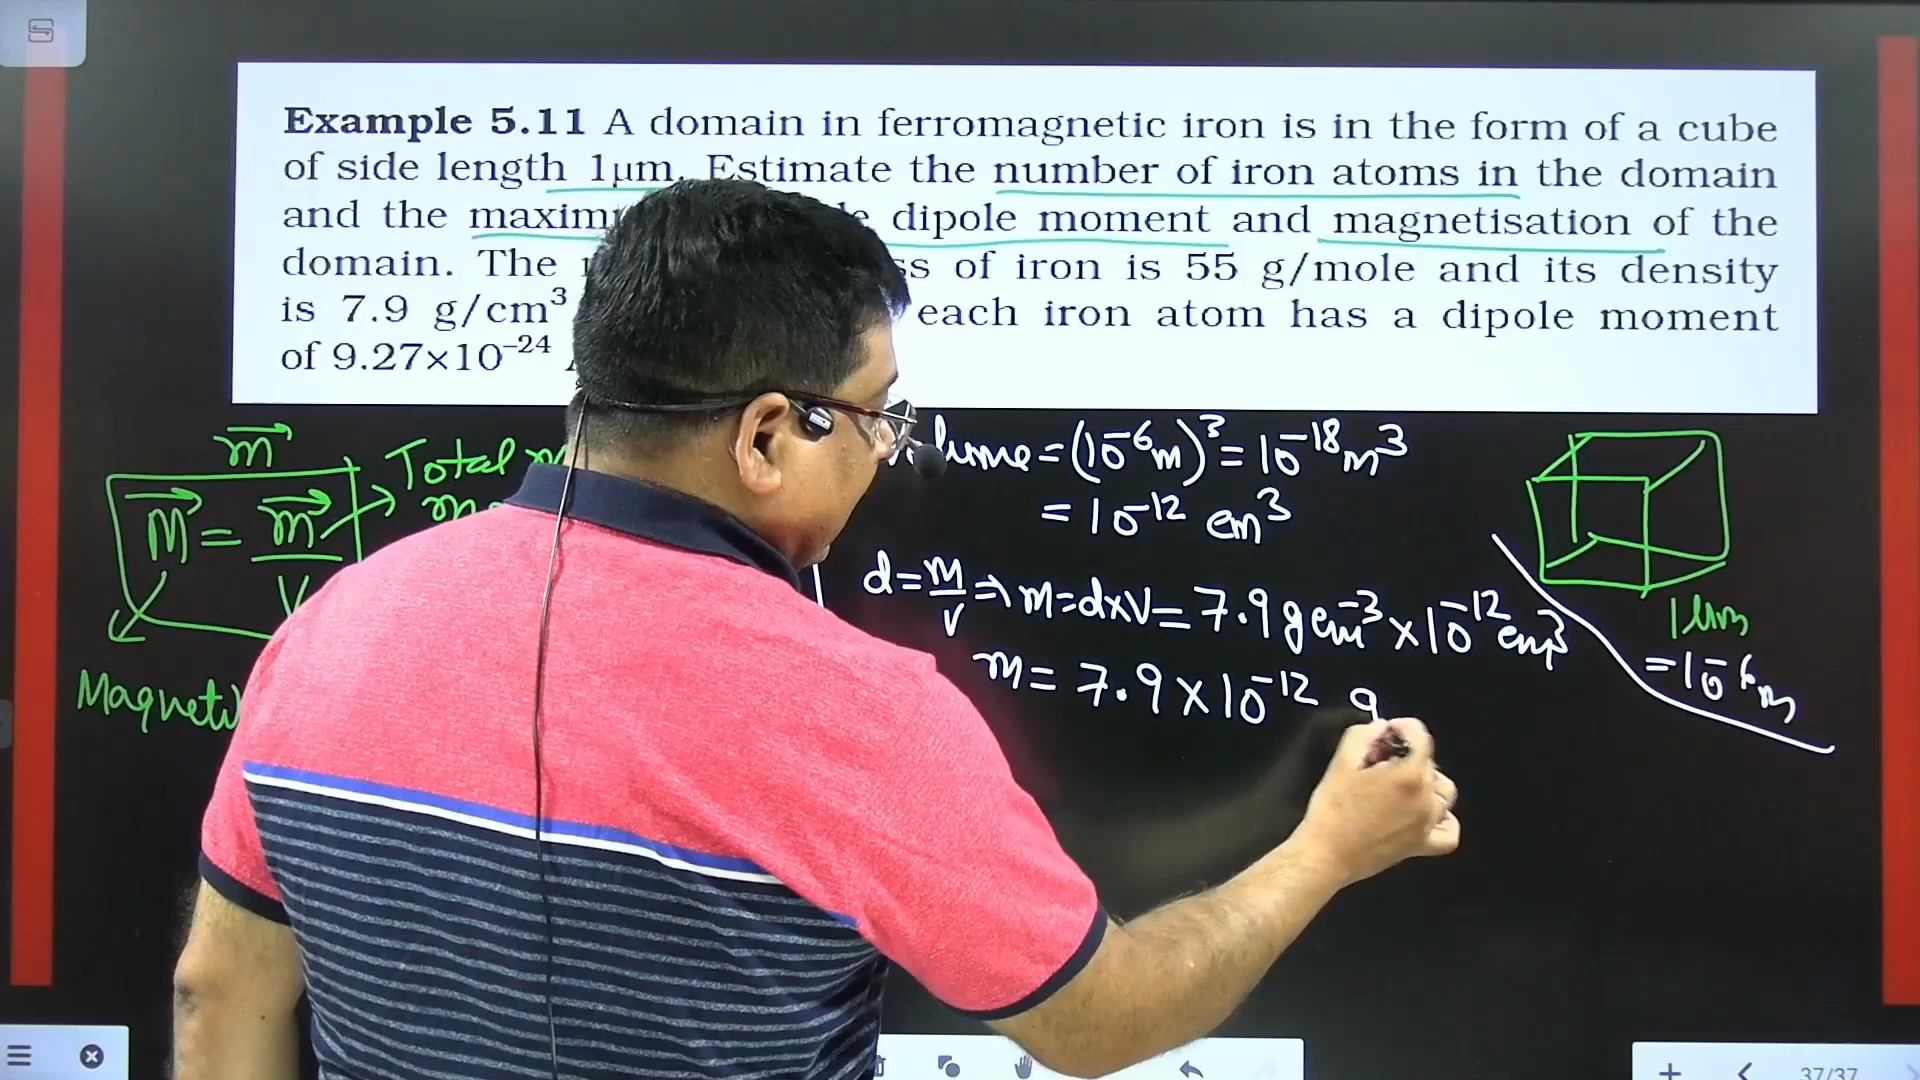 Example 5.11 A domain in ferromagnetic iron is in the form of a cube
of side length 1μm. Estimate the number of iron atoms in the domain
and the dipole moment and magnetisation of the
domain. The of iron is 55 g/mole and its density
is 7.9 g/cm³ each iron atom has a dipole moment
of 9.27×10⁻²⁴
m⃗
M⃗ = m⃗/V
Total
= (10⁻⁶m)³ = 10⁻¹⁸m³
= 10⁻¹² cm³
d = m/v ⇒ m = d×V = 7.9 g cm⁻³ × 10⁻¹² cm³
m = 7.9 × 10⁻¹² g
1μm
= 10⁻⁶m
37/37